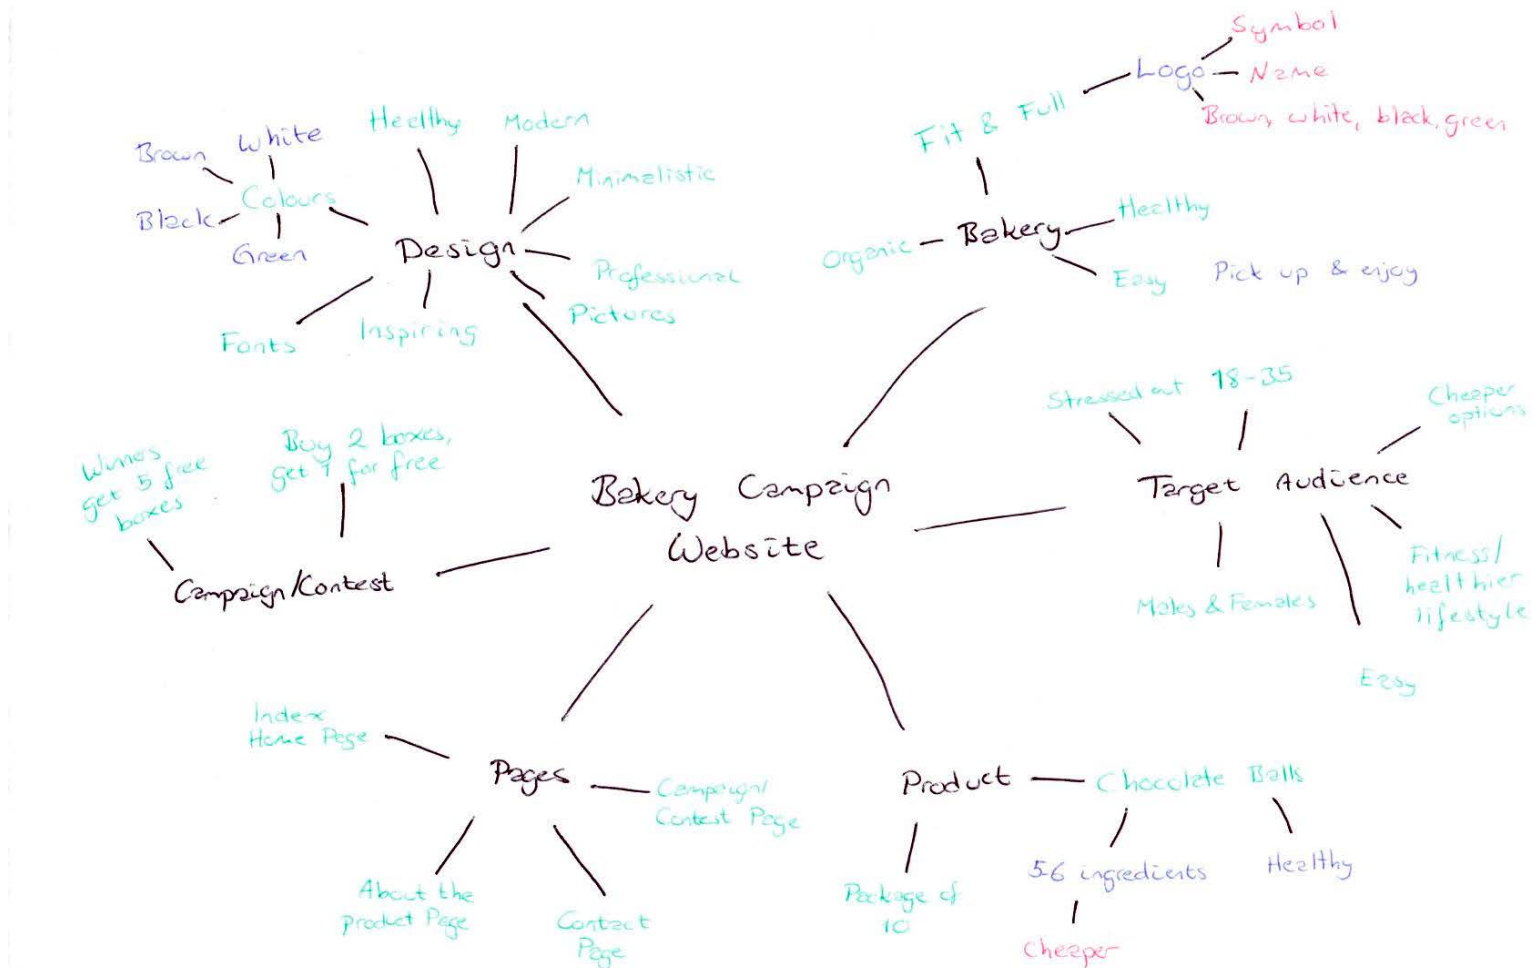 Symbol
Logo
Name
Brown, white, black, green
Fit & Full
Healthy
Modern
Brown
White
Minimalistic
Colours
Black
Green
Design
Professional
Pictures
Inspiring
Fonts
Healthy
Bakery
Organic
Easy
Pick up & enjoy
Stressed out
18-35
Cheaper
options
Target Audience
Fitness/
healthier
lifestyle
Males & Females
Easy
Buy 2 boxes,
get 1 for free
get 5 free
boxes
Campaign/Contest
Bakery Campaign
Website
Index
Home Page
Pages
Campaign/
Contest Page
About the
product Page
Contact
Page
Product
Chocolate Balls
5-6 ingredients
Healthy
Cheaper
Package of
10